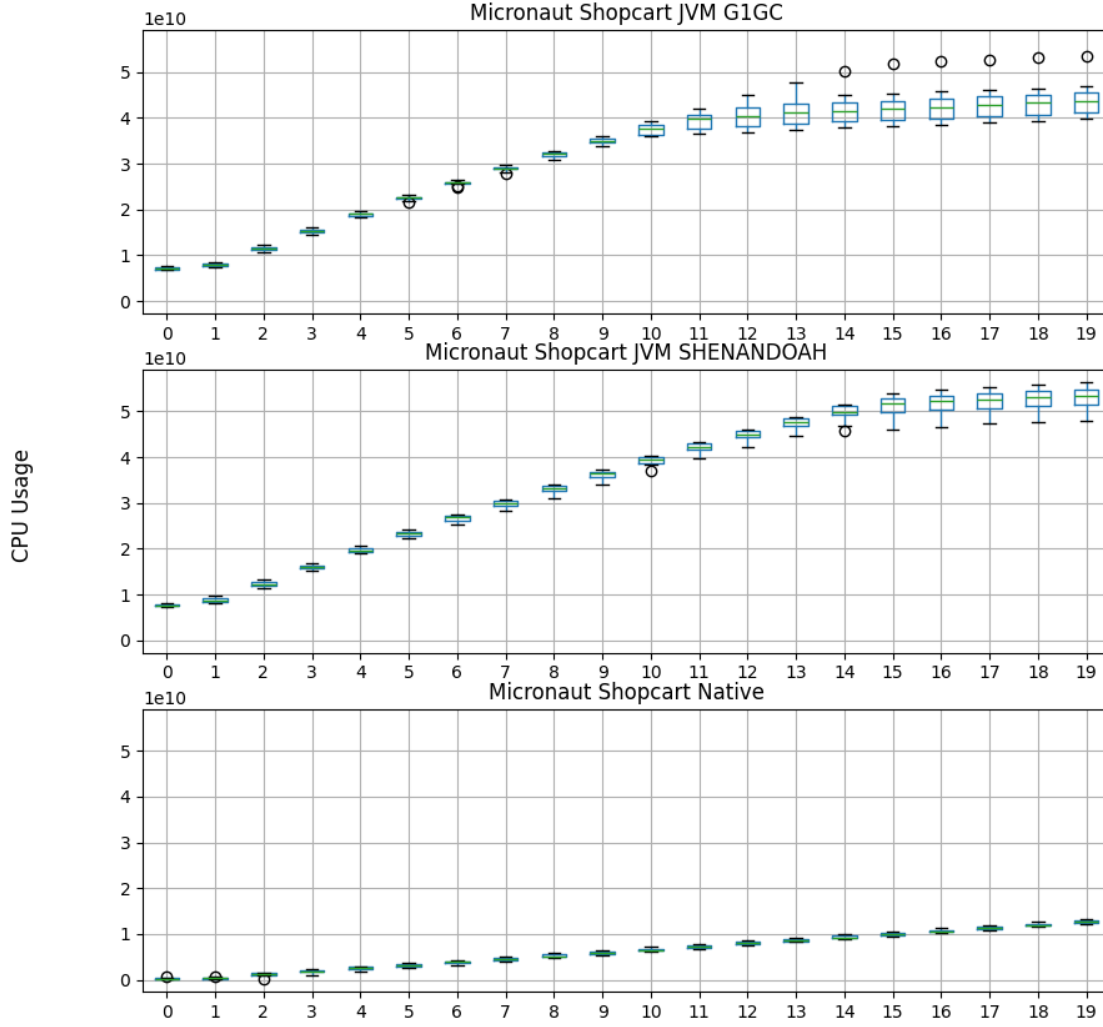 Micronaut Shopcart JVM G1GC
1e10
5
4
3
2
1
0
0 1 2 3 4 5 6 7 8 9 10 11 12 13 14 15 16 17 18 19
Micronaut Shopcart JVM SHENANDOAH
1e10
5
4
3
2
1
0
CPU Usage
0 1 2 3 4 5 6 7 8 9 10 11 12 13 14 15 16 17 18 19
Micronaut Shopcart Native
1e10
5
4
3
2
1
0
0 1 2 3 4 5 6 7 8 9 10 11 12 13 14 15 16 17 18 19